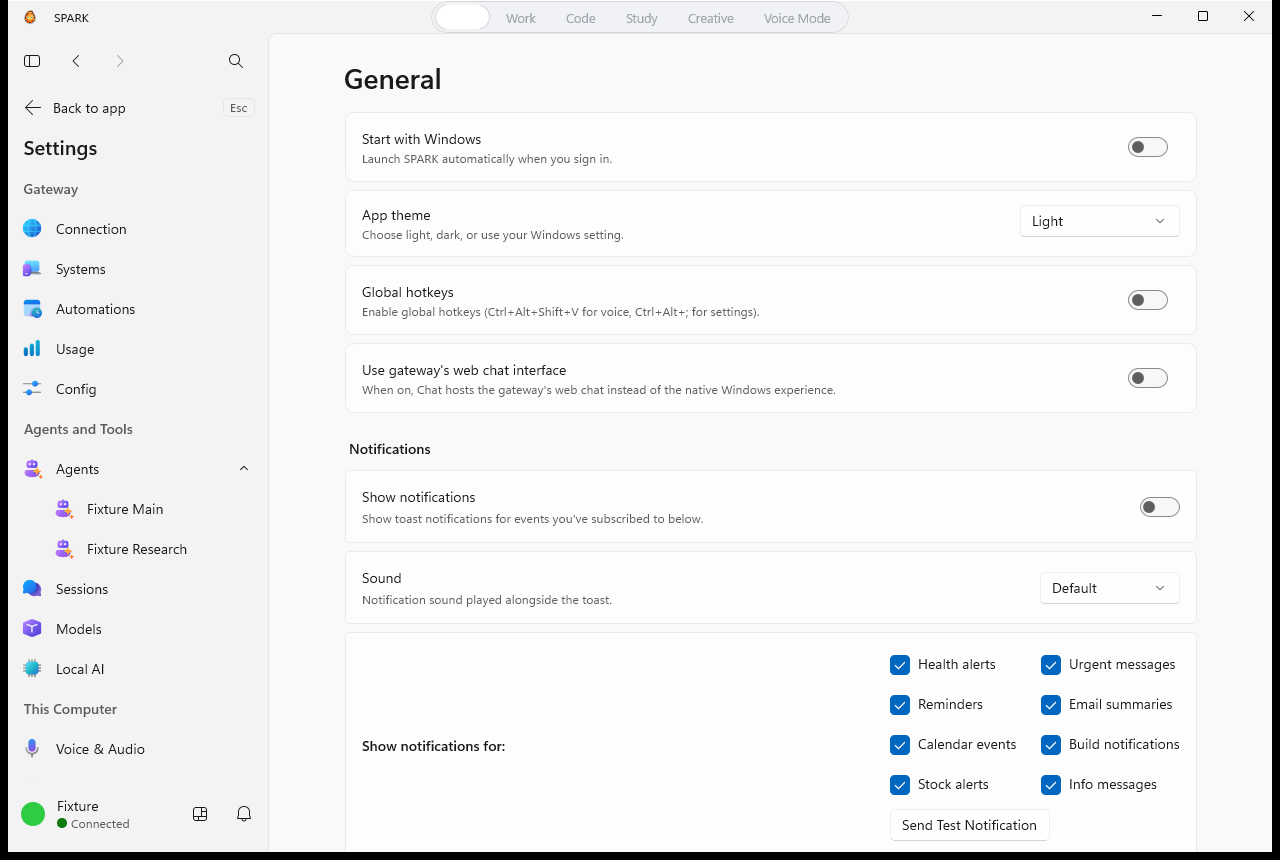 SPARK
Work
Code
Study
Creative
Voice Mode
Back to app
Esc
Settings
Gateway
Connection
Systems
Automations
Usage
Config
Agents and Tools
Agents
Fixture Main
Fixture Research
Sessions
Models
Local AI
This Computer
Voice & Audio
Fixture
Connected
General
Start with Windows
Launch SPARK automatically when you sign in.
App theme
Choose light, dark, or use your Windows setting.
Light
Global hotkeys
Enable global hotkeys (Ctrl+Alt+Shift+V for voice, Ctrl+Alt+; for settings).
Use gateway's web chat interface
When on, Chat hosts the gateway's web chat instead of the native Windows experience.
Notifications
Show notifications
Show toast notifications for events you've subscribed to below.
Sound
Notification sound played alongside the toast.
Default
Show notifications for:
Health alerts
Urgent messages
Reminders
Email summaries
Calendar events
Build notifications
Stock alerts
Info messages
Send Test Notification